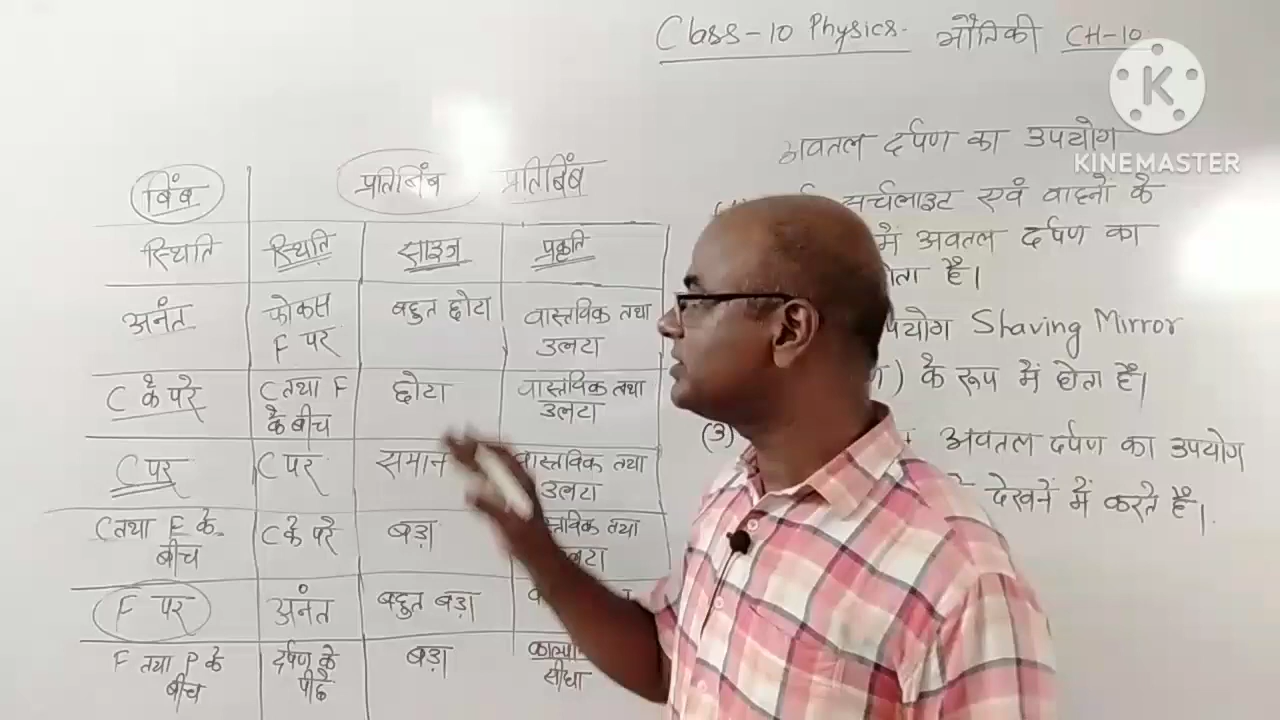 Class-10 Physics. भौतिकी CH-10
K
KINEMASTER
अवतल दर्पण का उपयोग
सर्चलाइट एवं वाहनों के
में अवतल दर्पण का
होता है।
उपयोग Shaving Mirror
) के रूप में होता है।
(3) अवतल दर्पण का उपयोग
देखनें में करते है।
बिंब प्रतिबिंब प्रतिबिंब
स्थिति स्थिति साइज प्रकृति
अनंत फोकस F पर बहुत छोटा वास्तविक तथा उलटा
C के परे C तथा F के बीच छोटा वास्तविक तथा उलटा
C पर C पर समान वास्तविक तथा उलटा
C तथा F के बीच C के परे बड़ा वास्तविक तथा उलटा
F पर अनंत बहुत बड़ा
F तथा P के बीच दर्पण के पीछे बड़ा सीधा